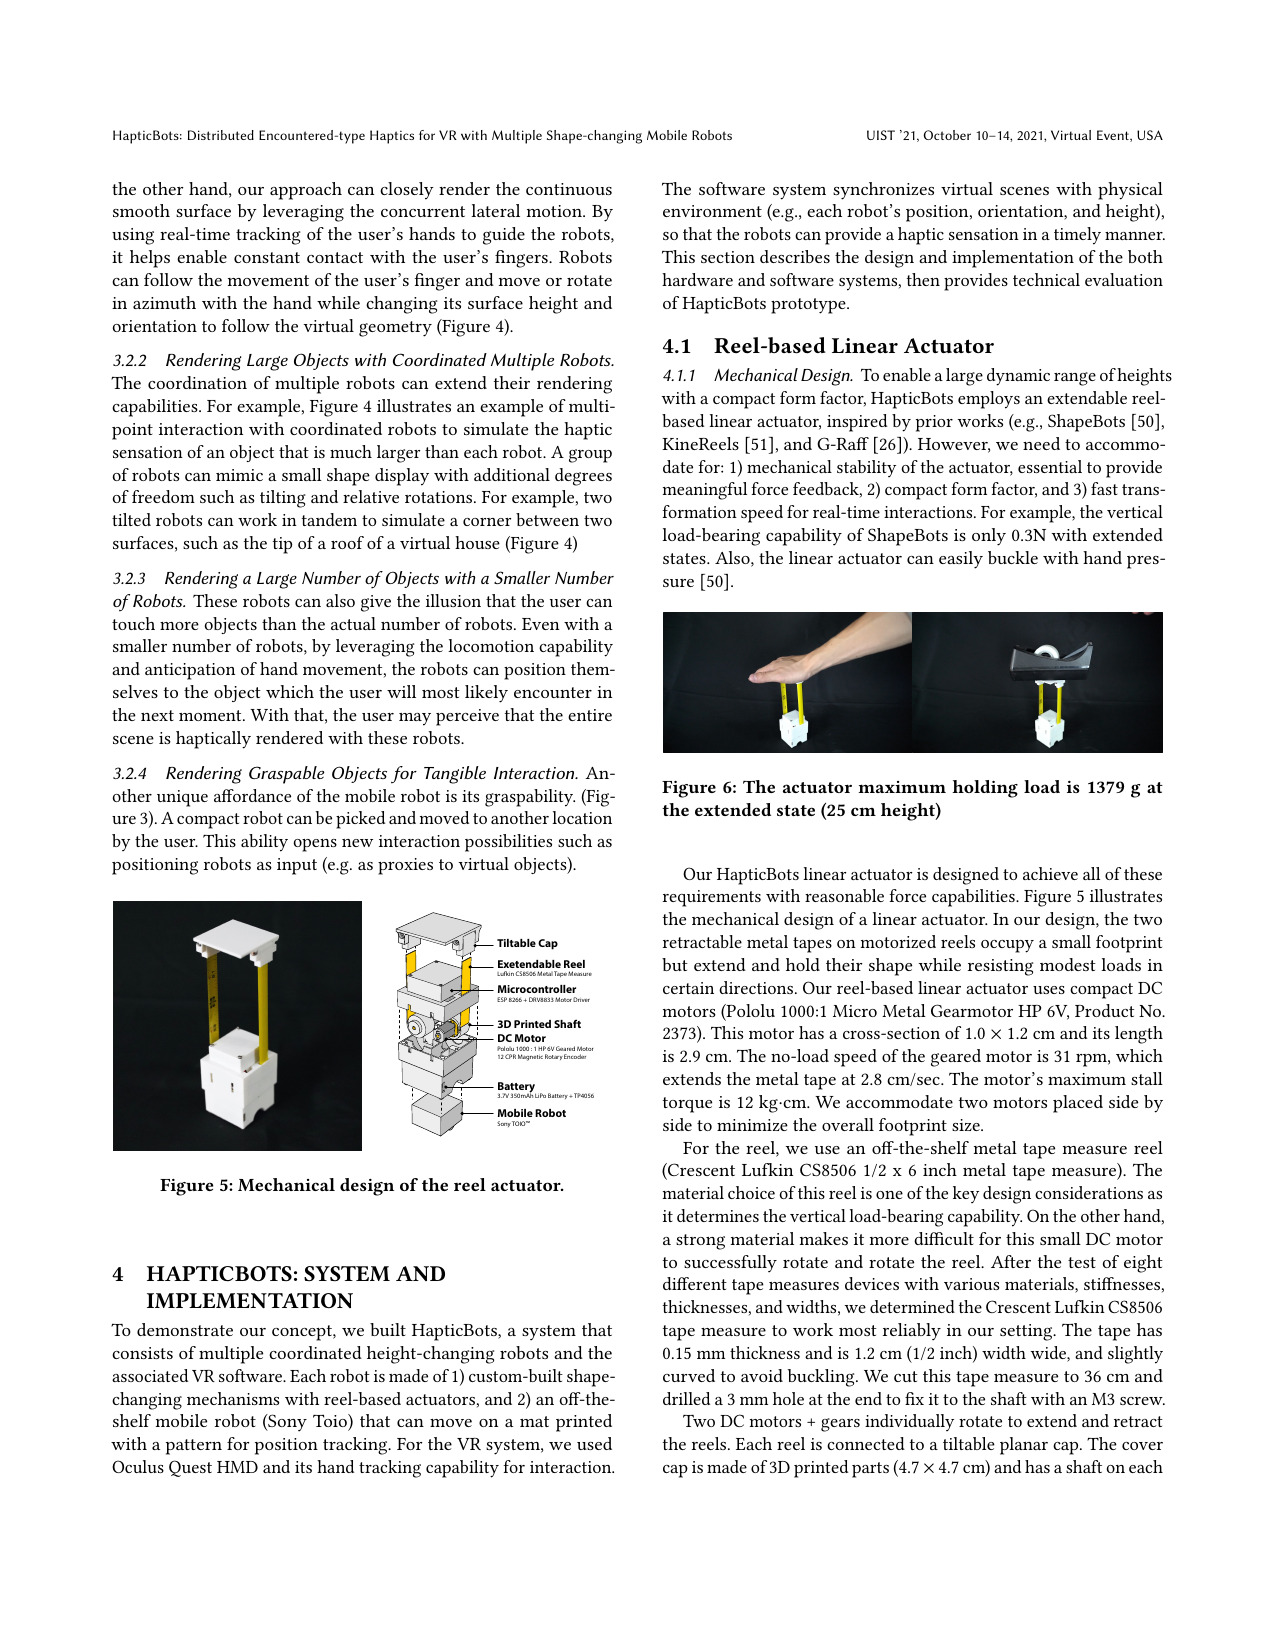 HapticBots: Distributed Encountered-type Haptics for VR with Multiple Shape-changing Mobile Robots
UIST ’21, October 10–14, 2021, Virtual Event, USA
the other hand, our approach can closely render the continuous
smooth surface by leveraging the concurrent lateral motion. By
using real-time tracking of the user’s hands to guide the robots,
it helps enable constant contact with the user’s fingers. Robots
can follow the movement of the user’s finger and move or rotate
in azimuth with the hand while changing its surface height and
orientation to follow the virtual geometry (Figure 4).
3.2.2 Rendering Large Objects with Coordinated Multiple Robots.
The coordination of multiple robots can extend their rendering
capabilities. For example, Figure 4 illustrates an example of multi-
point interaction with coordinated robots to simulate the haptic
sensation of an object that is much larger than each robot. A group
of robots can mimic a small shape display with additional degrees
of freedom such as tilting and relative rotations. For example, two
tilted robots can work in tandem to simulate a corner between two
surfaces, such as the tip of a roof of a virtual house (Figure 4)
3.2.3 Rendering a Large Number of Objects with a Smaller Number
of Robots. These robots can also give the illusion that the user can
touch more objects than the actual number of robots. Even with a
smaller number of robots, by leveraging the locomotion capability
and anticipation of hand movement, the robots can position them-
selves to the object which the user will most likely encounter in
the next moment. With that, the user may perceive that the entire
scene is haptically rendered with these robots.
3.2.4 Rendering Graspable Objects for Tangible Interaction. An-
other unique affordance of the mobile robot is its graspability. (Fig-
ure 3). A compact robot can be picked and moved to another location
by the user. This ability opens new interaction possibilities such as
positioning robots as input (e.g. as proxies to virtual objects).
Tiltable Cap
Exetendable Reel
Lufkin CS8506 Metal Tape Measure
Microcontroller
ESP 8266 + DRV8833 Motor Driver
3D Printed Shaft
DC Motor
Pololu 1000 : 1 HP 6V Geared Motor
12 CPR Magnetic Rotary Encoder
Battery
3.7V 350mAh LiPo Battery + TP4056
Mobile Robot
Sony TOIO™
Figure 5: Mechanical design of the reel actuator.
4 HAPTICBOTS: SYSTEM AND
IMPLEMENTATION
To demonstrate our concept, we built HapticBots, a system that
consists of multiple coordinated height-changing robots and the
associated VR software. Each robot is made of 1) custom-built shape-
changing mechanisms with reel-based actuators, and 2) an off-the-
shelf mobile robot (Sony Toio) that can move on a mat printed
with a pattern for position tracking. For the VR system, we used
Oculus Quest HMD and its hand tracking capability for interaction.
The software system synchronizes virtual scenes with physical
environment (e.g., each robot’s position, orientation, and height),
so that the robots can provide a haptic sensation in a timely manner.
This section describes the design and implementation of the both
hardware and software systems, then provides technical evaluation
of HapticBots prototype.
4.1 Reel-based Linear Actuator
4.1.1 Mechanical Design. To enable a large dynamic range of heights
with a compact form factor, HapticBots employs an extendable reel-
based linear actuator, inspired by prior works (e.g., ShapeBots [50],
KineReels [51], and G-Raff [26]). However, we need to accommo-
date for: 1) mechanical stability of the actuator, essential to provide
meaningful force feedback, 2) compact form factor, and 3) fast trans-
formation speed for real-time interactions. For example, the vertical
load-bearing capability of ShapeBots is only 0.3N with extended
states. Also, the linear actuator can easily buckle with hand pres-
sure [50].
Figure 6: The actuator maximum holding load is 1379 g at
the extended state (25 cm height)
Our HapticBots linear actuator is designed to achieve all of these
requirements with reasonable force capabilities. Figure 5 illustrates
the mechanical design of a linear actuator. In our design, the two
retractable metal tapes on motorized reels occupy a small footprint
but extend and hold their shape while resisting modest loads in
certain directions. Our reel-based linear actuator uses compact DC
motors (Pololu 1000:1 Micro Metal Gearmotor HP 6V, Product No.
2373). This motor has a cross-section of 1.0 × 1.2 cm and its length
is 2.9 cm. The no-load speed of the geared motor is 31 rpm, which
extends the metal tape at 2.8 cm/sec. The motor’s maximum stall
torque is 12 kg·cm. We accommodate two motors placed side by
side to minimize the overall footprint size.
For the reel, we use an off-the-shelf metal tape measure reel
(Crescent Lufkin CS8506 1/2 x 6 inch metal tape measure). The
material choice of this reel is one of the key design considerations as
it determines the vertical load-bearing capability. On the other hand,
a strong material makes it more difficult for this small DC motor
to successfully rotate and rotate the reel. After the test of eight
different tape measures devices with various materials, stiffnesses,
thicknesses, and widths, we determined the Crescent Lufkin CS8506
tape measure to work most reliably in our setting. The tape has
0.15 mm thickness and is 1.2 cm (1/2 inch) width wide, and slightly
curved to avoid buckling. We cut this tape measure to 36 cm and
drilled a 3 mm hole at the end to fix it to the shaft with an M3 screw.
Two DC motors + gears individually rotate to extend and retract
the reels. Each reel is connected to a tiltable planar cap. The cover
cap is made of 3D printed parts (4.7 × 4.7 cm) and has a shaft on each